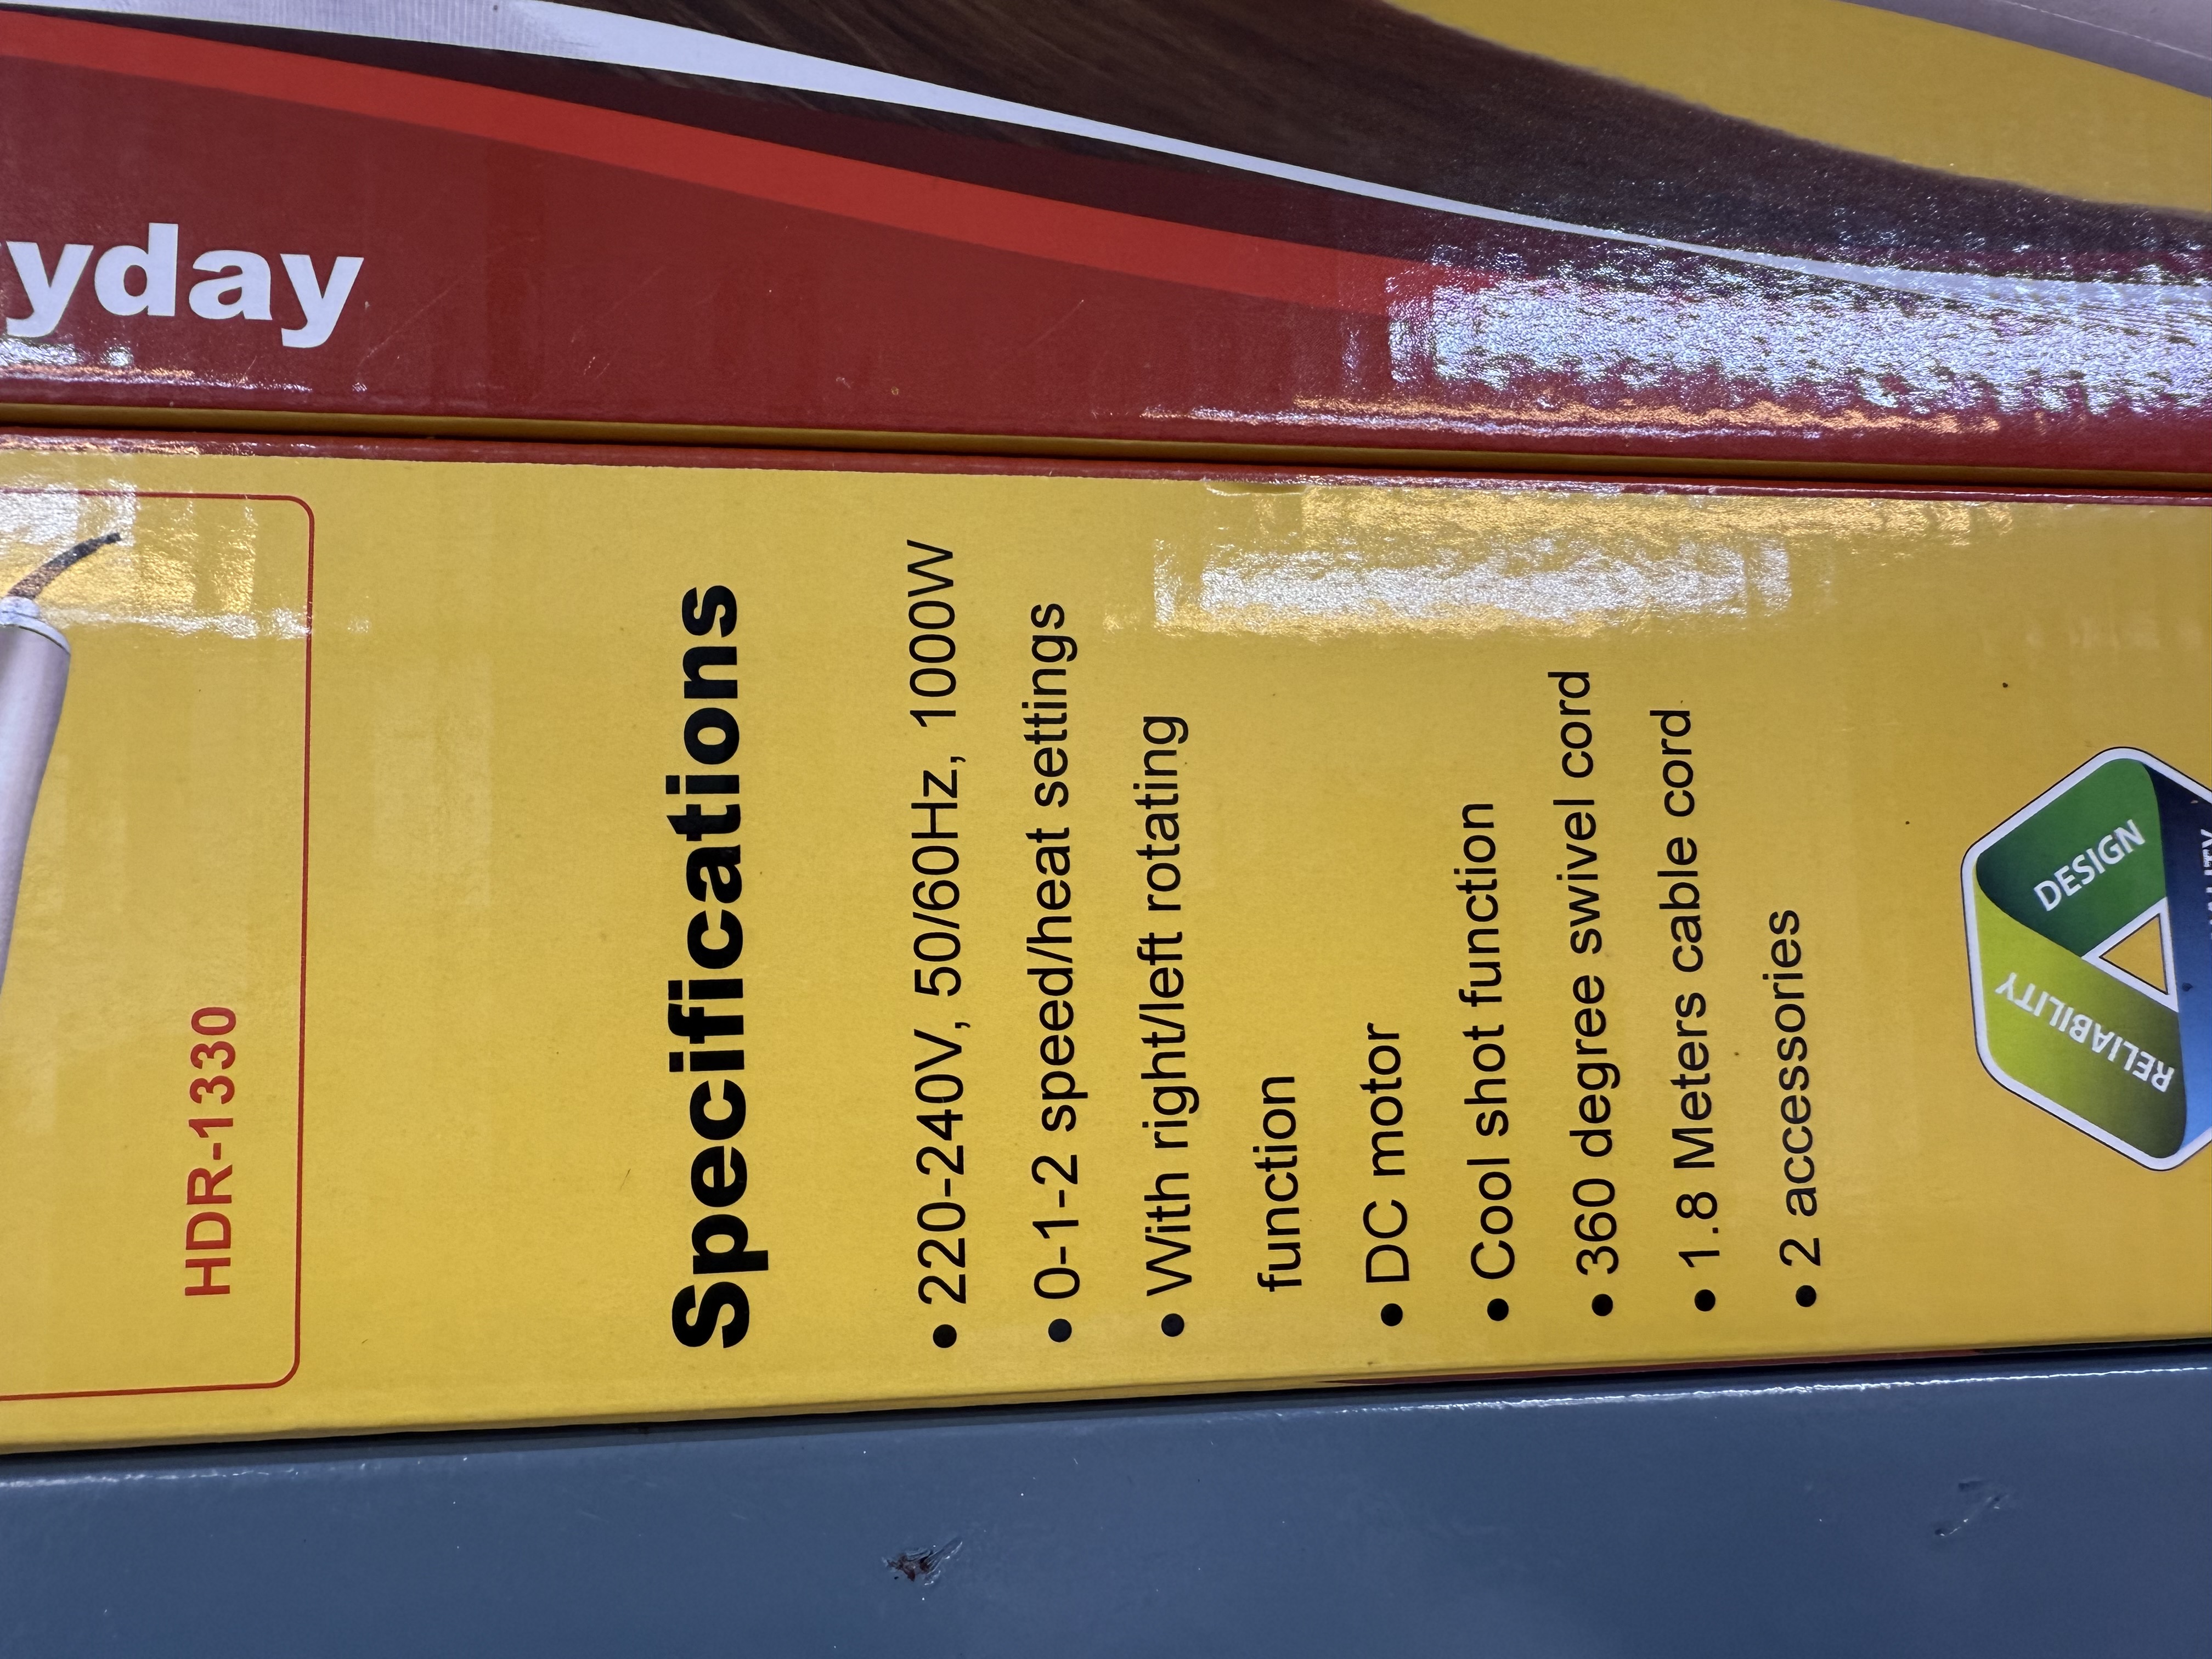 yday
HDR-1330
Specifications
• 220-240V, 50/60Hz, 1000W
• 0-1-2 speed/heat settings
• With right/left rotating
function
• DC motor
• Cool shot function
• 360 degree swivel cord
• 1.8 Meters cable cord
• 2 accessories
RELIABILITY
DESIGN